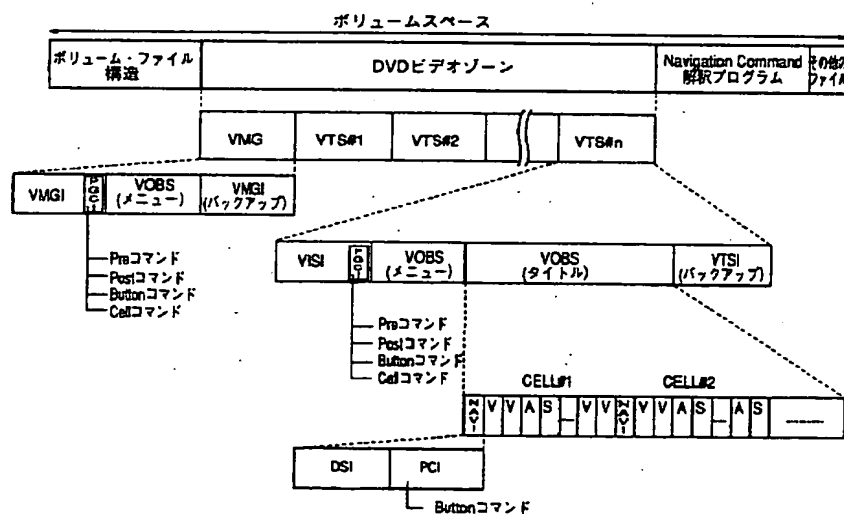 ボリュームスペース
ボリューム・ファイル
構造
DVDビデオゾーン
Navigation Command
解釈プログラム
その他の
ファイル
VMG
VTS#1
VTS#2
VTS#n
VMGI
PGCI
VOBS
(メニュー)
VMGI
(バックアップ)
Preコマンド
Postコマンド
Buttonコマンド
Cellコマンド
VTSI
PGCI
VOBS
(メニュー)
VOBS
(タイトル)
VTSI
(バックアップ)
Preコマンド
Postコマンド
Buttonコマンド
Cellコマンド
CELL#1
CELL#2
NAVI V V A S V V NAVI V V A S A S
DSI
PCI
Buttonコマンド